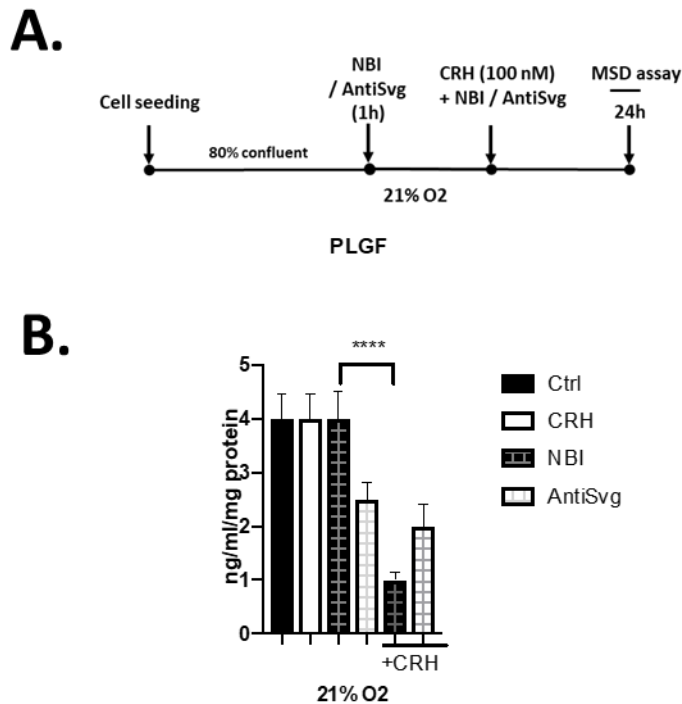 A.
Cell seeding
NBI
/ AntiSvg
(1h)
CRH (100 nM)
+ NBI / AntiSvg
MSD assay
24h
80% confluent
21% O2
PLGF
B.
****
ng/ml/mg protein
5
4
3
2
1
0
+CRH
21% O2
Ctrl
CRH
NBI
AntiSvg